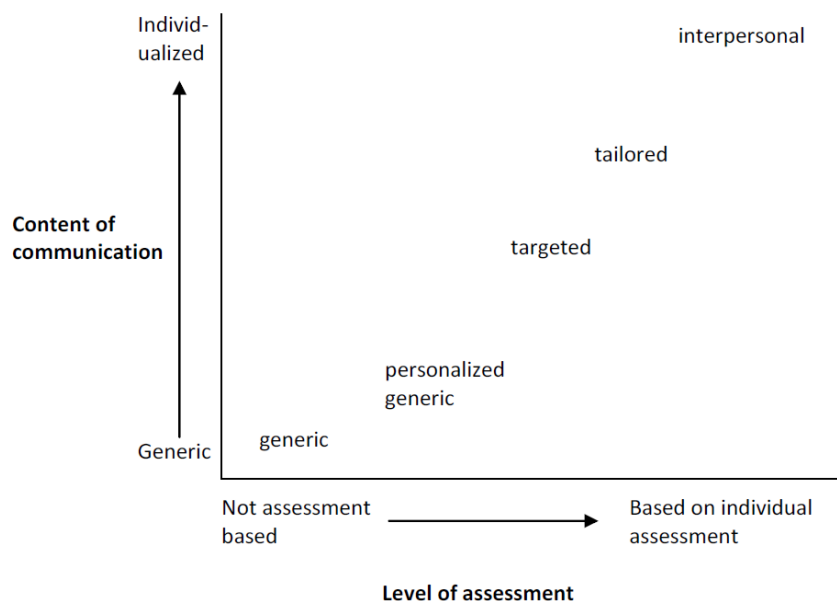 Individ-
ualized
interpersonal
tailored
Content of
communication
targeted
personalized
generic
generic
Generic
Not assessment
based
Based on individual
assessment
Level of assessment